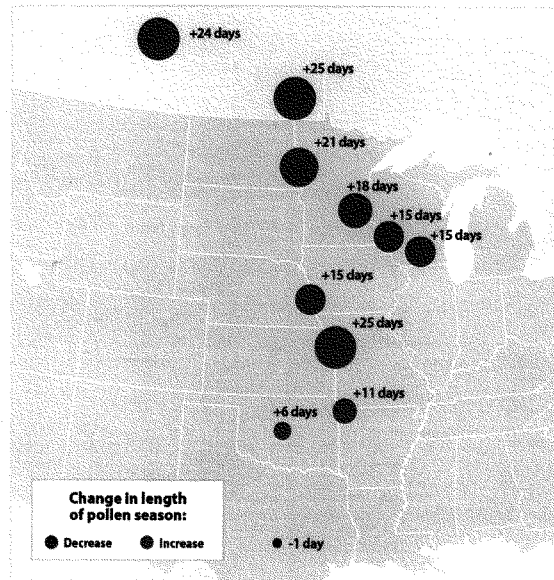 +24 days
+25 days
+21 days
+18 days
+15 days
+15 days
+15 days
+25 days
+11 days
+6 days
Change in length
of pollen season:
Decrease Increase
-1 day